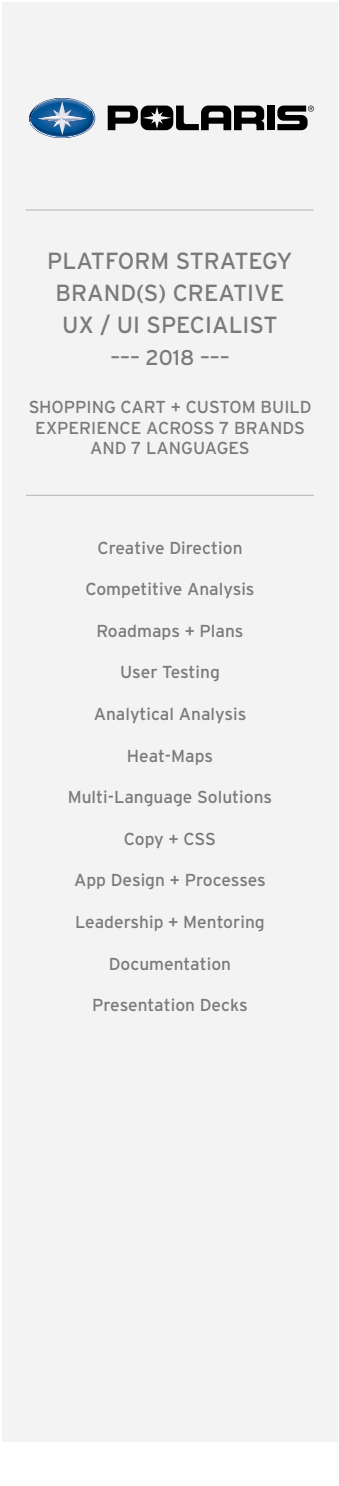 POLARIS®
PLATFORM STRATEGY
BRAND(S) CREATIVE
UX / UI SPECIALIST
––– 2018 –––
SHOPPING CART + CUSTOM BUILD
EXPERIENCE ACROSS 7 BRANDS
AND 7 LANGUAGES
Creative Direction
Competitive Analysis
Roadmaps + Plans
User Testing
Analytical Analysis
Heat-Maps
Multi-Language Solutions
Copy + CSS
App Design + Processes
Leadership + Mentoring
Documentation
Presentation Decks